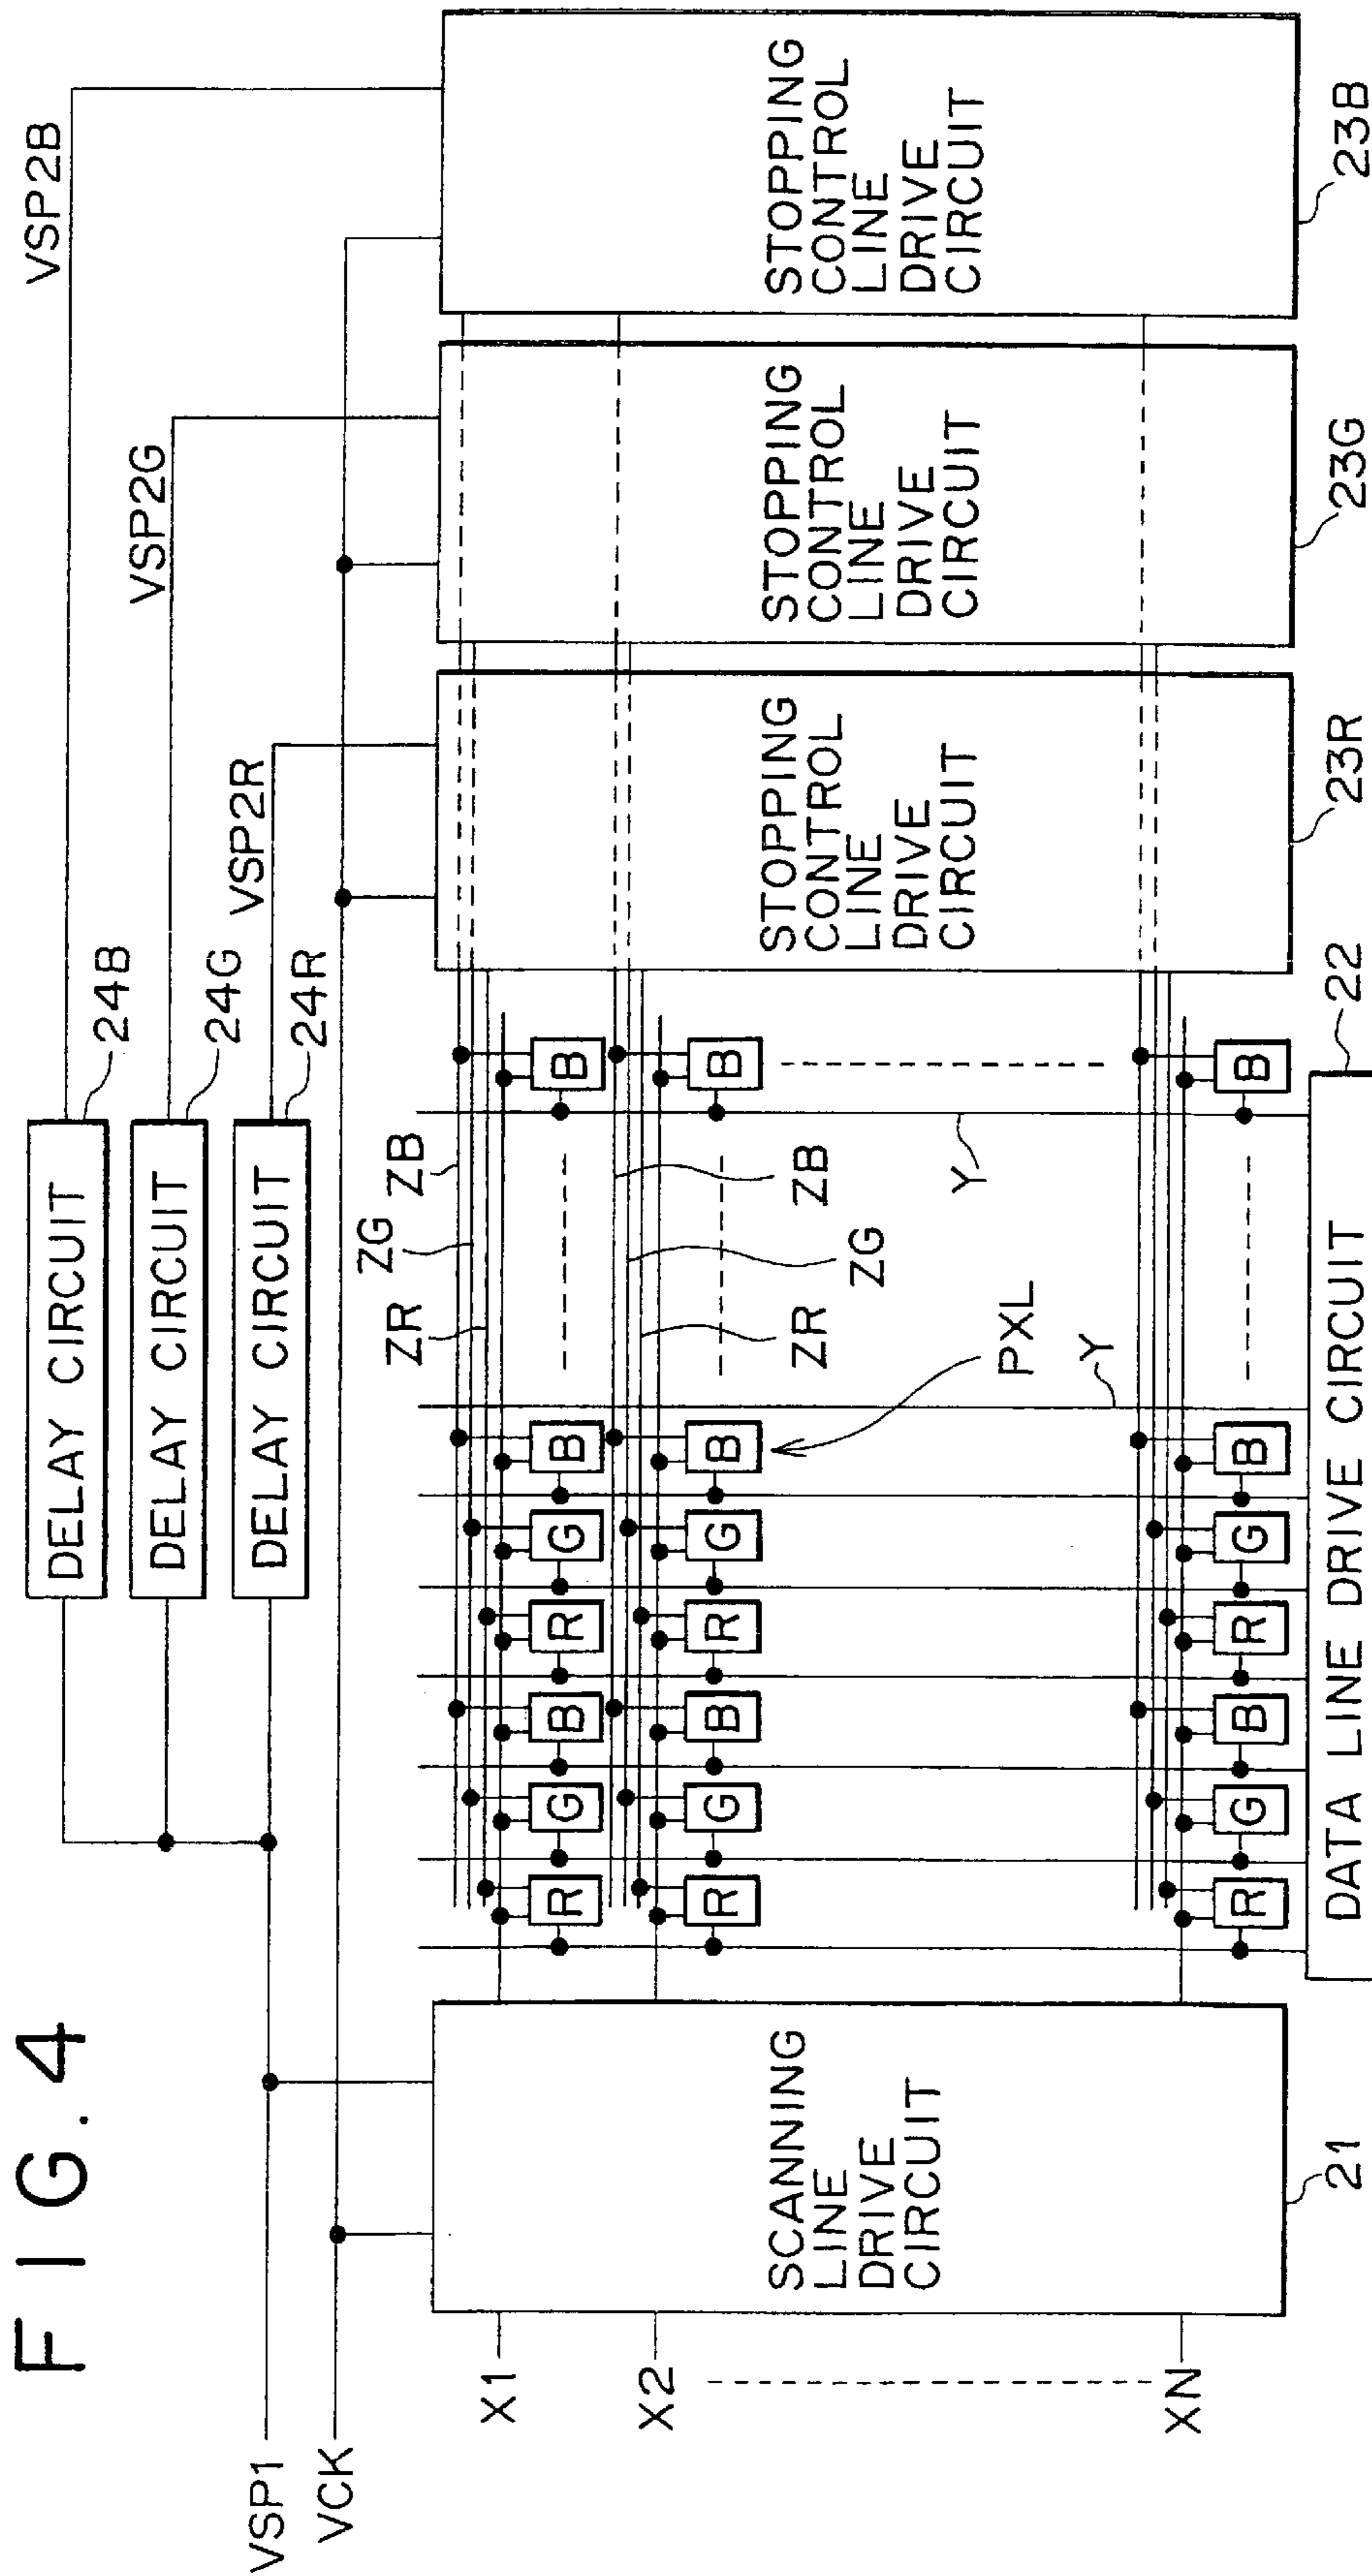 FIG. 4
DELAY CIRCUIT
24B
VSP2B
DELAY CIRCUIT
24G
VSP2G
DELAY CIRCUIT
24R
VSP2R
VSP1
VCK
ZR
ZG
ZB
X1
R
G
B
R
G
B
B
ZR
ZG
ZB
X2
R
G
B
R
G
B
B
PXL
Y
Y
XN
R
G
B
R
G
B
B
SCANNING
LINE
DRIVE
CIRCUIT
21
STOPPING
CONTROL
LINE
DRIVE
CIRCUIT
23R
STOPPING
CONTROL
LINE
DRIVE
CIRCUIT
23G
STOPPING
CONTROL
LINE
DRIVE
CIRCUIT
23B
DATA LINE DRIVE CIRCUIT
22